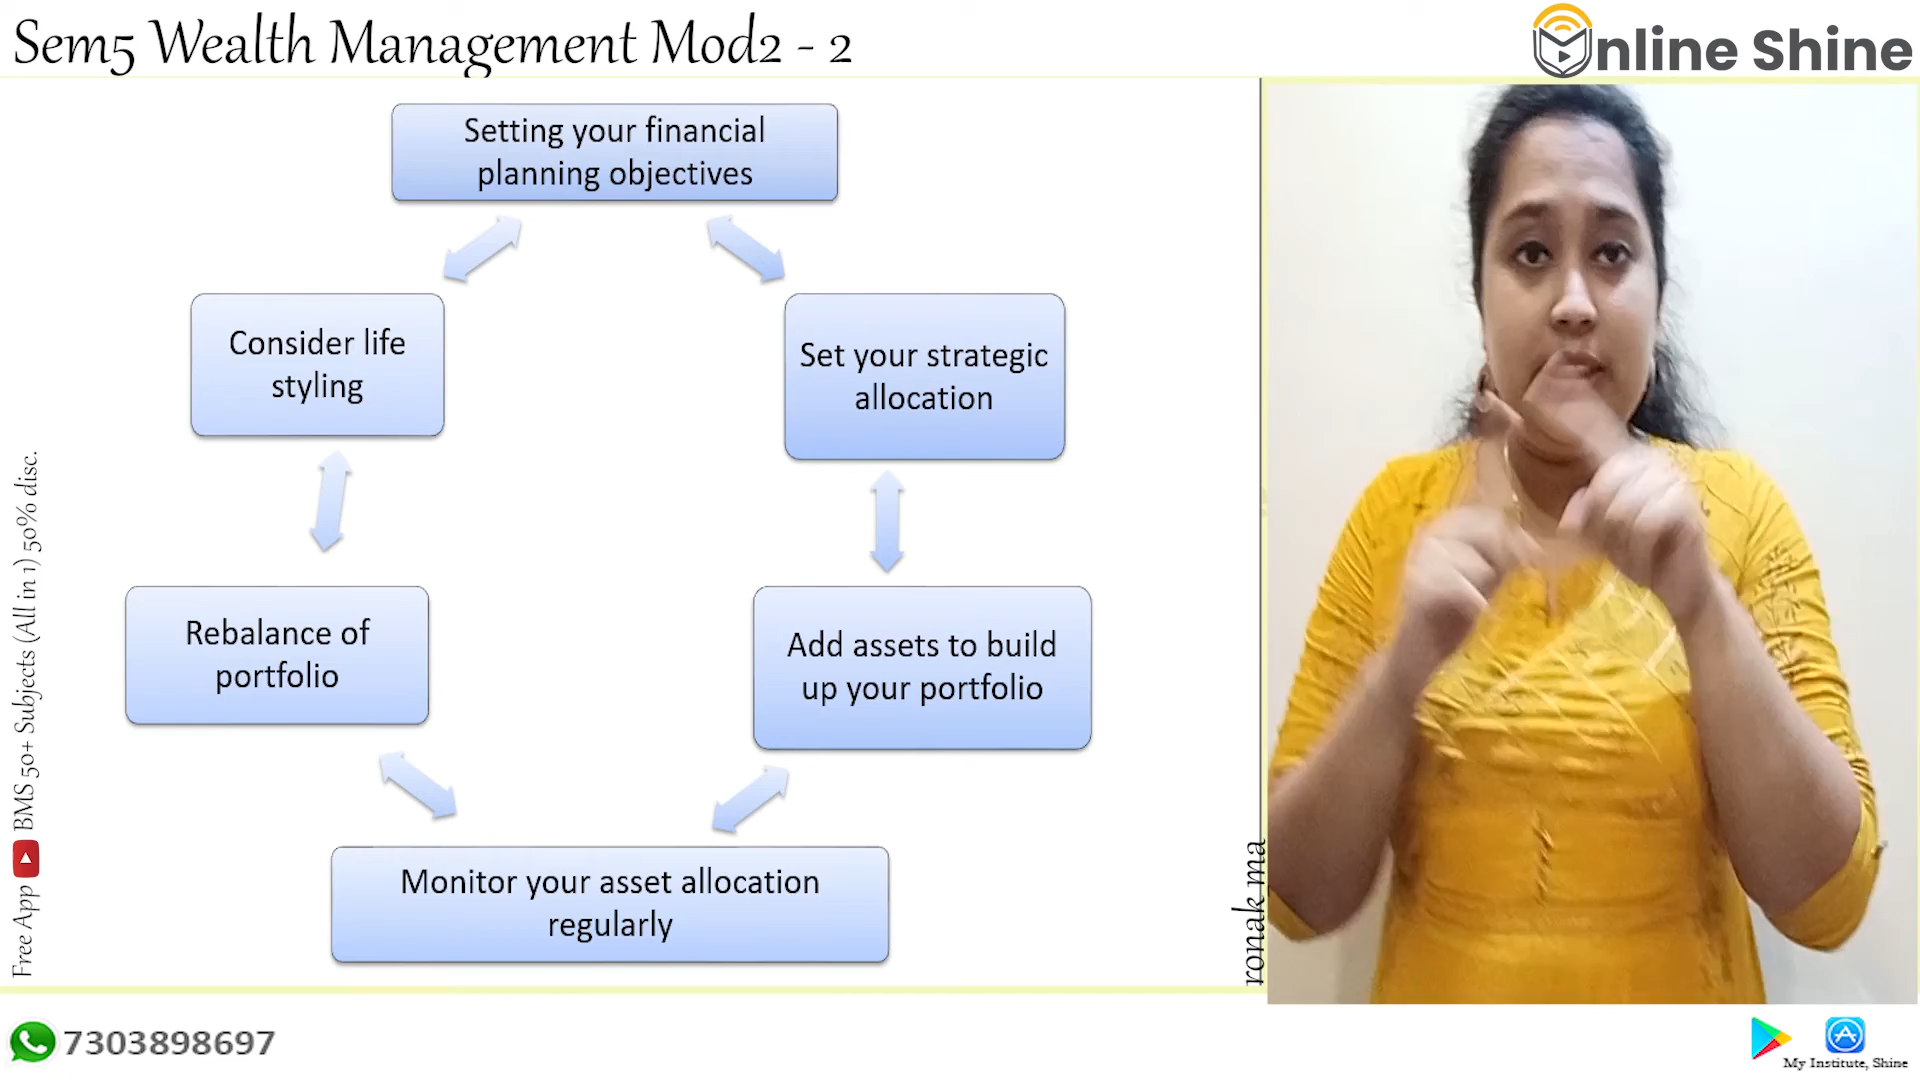 Sem5 Wealth Management Mod2 - 2
Online Shine
Setting your financial
planning objectives
Consider life
styling
Set your strategic
allocation
Rebalance of
portfolio
Add assets to build
up your portfolio
Monitor your asset allocation
regularly
Free App BMS 50+ Subjects (All in 1) 50% disc.
ronak ma
7303898697
My Institute, Shine